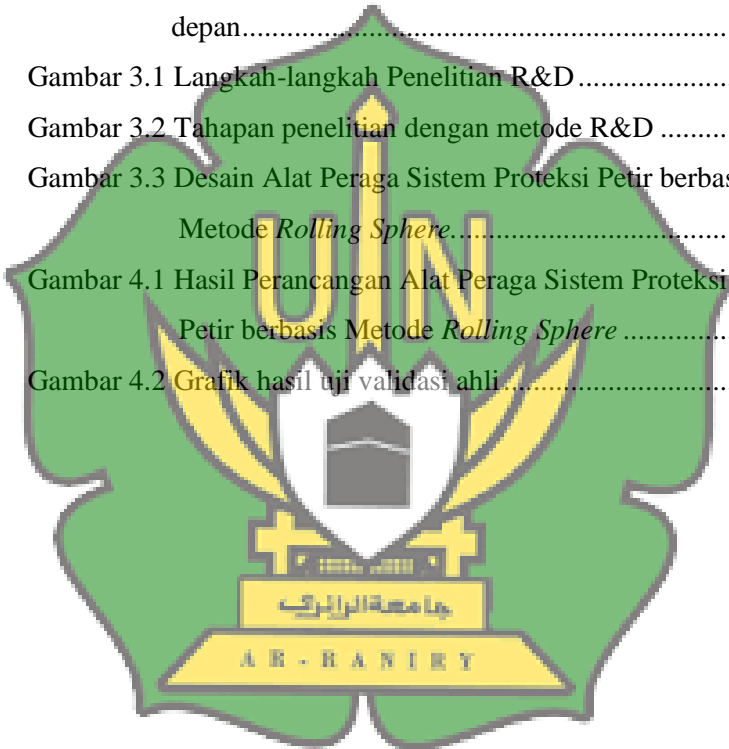 depan....................................................................
Gambar 3.1 Langkah-langkah Penelitian R&D....................
Gambar 3.2 Tahapan penelitian dengan metode R&D .........
Gambar 3.3 Desain Alat Peraga Sistem Proteksi Petir berbas
Metode Rolling Sphere.......................................
Gambar 4.1 Hasil Perancangan Alat Peraga Sistem Proteksi
Petir berbasis Metode Rolling Sphere ...............
Gambar 4.2 Grafik hasil uji validasi ahli..............................
UIN
جامعة الرانري
AR-RANIRY